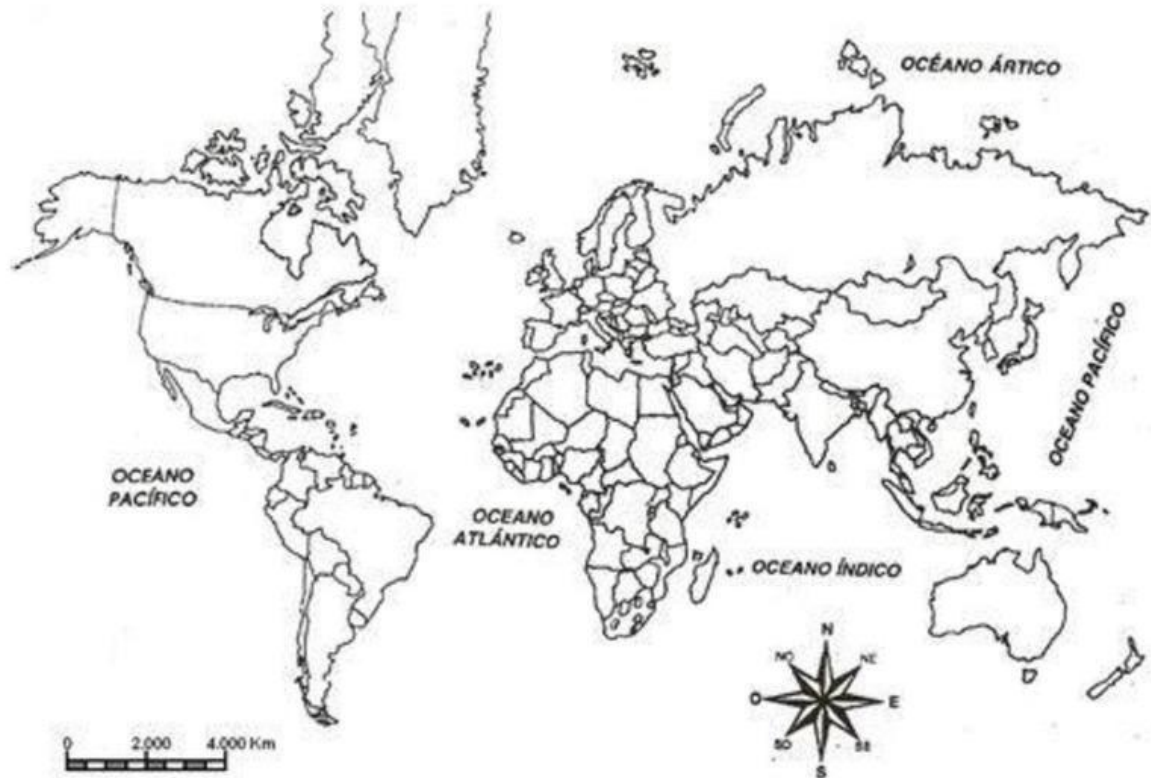 OCÉANO ÁRTICO
OCEANO PACÍFICO
OCEANO
PACÍFICO
OCEANO
ATLÁNTICO
OCEANO ÍNDICO
N
NO
NE
O
E
SO
SE
S
0 2.000 4.000 Km